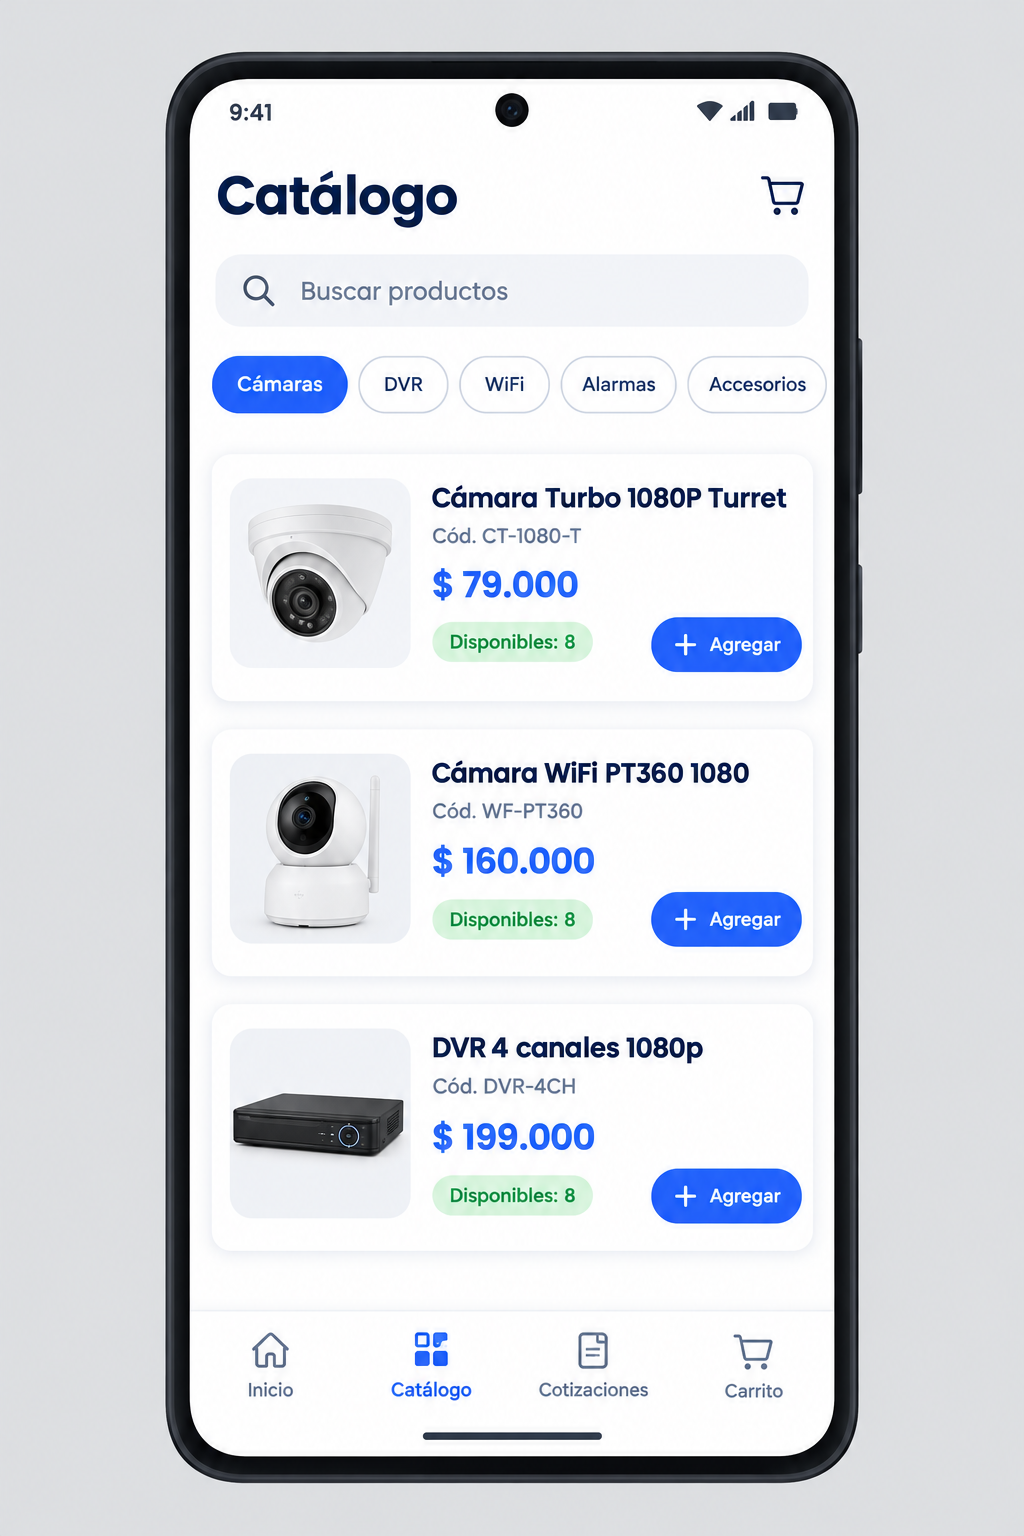 9:41
Catálogo
Buscar productos
Cámaras DVR WiFi Alarmas Accesorios
Cámara Turbo 1080P Turret
Cód. CT-1080-T
$ 79.000
Disponibles: 8 + Agregar
Cámara WiFi PT360 1080
Cód. WF-PT360
$ 160.000
Disponibles: 8 + Agregar
DVR 4 canales 1080p
Cód. DVR-4CH
$ 199.000
Disponibles: 8 + Agregar
Inicio Catálogo Cotizaciones Carrito